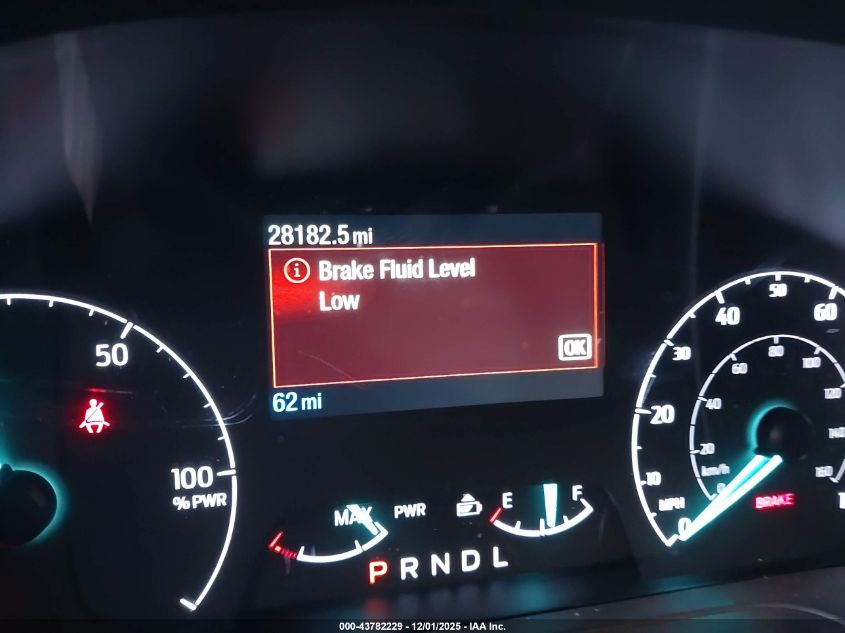 28182.5 mi
Brake Fluid Level
Low
OK
62 mi
50
100
% PWR
MAX PWR
E F
P R N D L
0 10 20 30 40 50 60
MPH
0 20 40 60 80 100 120 140 160
km/h
BRAKE
000-43782229 - 12/01/2025 - IAA Inc.